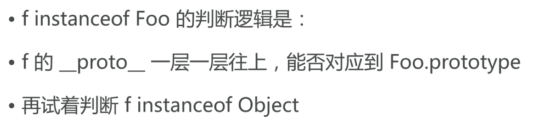 • f instanceof Foo 的判断逻辑是：
• f 的 __proto__ 一层一层往上，能否对应到 Foo.prototype
• 再试着判断 f instanceof Object